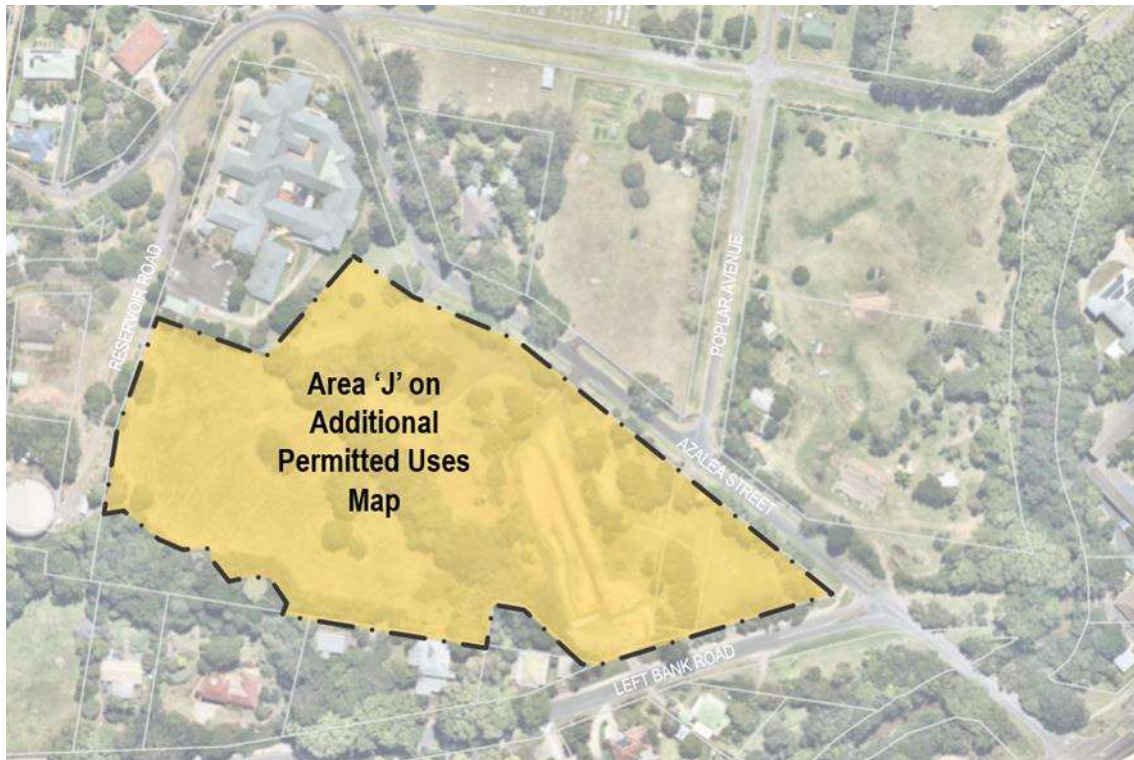 RESERVOIR ROAD
POPLAR AVENUE
Area ‘J’ on
Additional
Permitted Uses
Map
AZALEA STREET
LEFT BANK ROAD